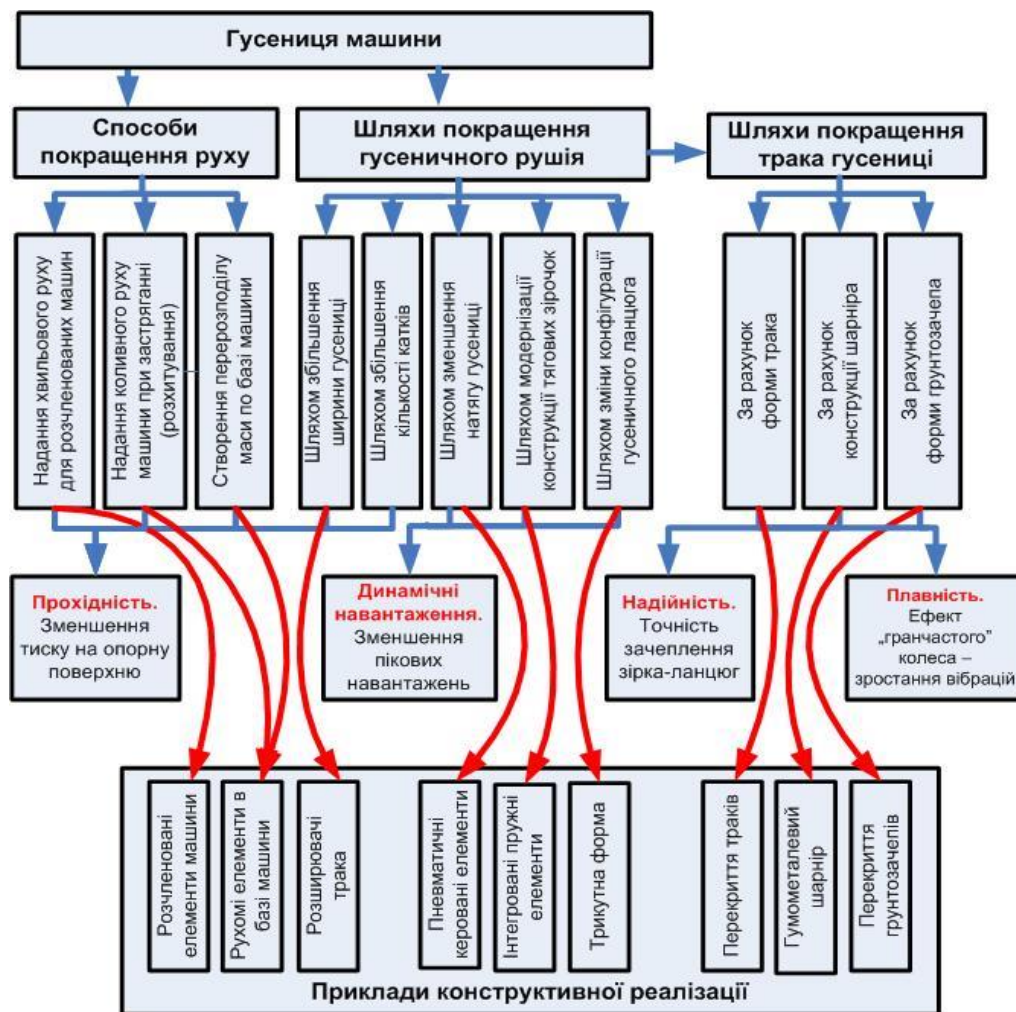 Гусениця машини
Способи
покращення руху
Шляхи покращення
гусеничного рушія
Шляхи покращення
трака гусениці
Надання хвильового руху
для розчленованих машин
Надання коливного руху
машини при застряганні
(розхитування)
Створення перерозподілу
маси по базі машини
Шляхом збільшення
ширини гусениці
Шляхом збільшення
кількості катків
Шляхом зменшення
натягу гусениці
Шляхом модернізації
конструкції тягових зірочок
Шляхом зміни конфігурації
гусеничного ланцюга
За рахунок
форми трака
За рахунок
конструкції шарніра
За рахунок
форми грунтозачепа
Прохідність.
Зменшення
тиску на опорну
поверхню
Динамічні
навантаження.
Зменшення
пікових
навантажень
Надійність.
Точність
зачеплення
зірка-ланцюг
Плавність.
Ефект
„гранчастого”
колеса –
зростання вібрацій
Розчленовані
елементи машини
Рухомі елементи в
базі машини
Розширювачі
трака
Пневматичні
керовані елементи
Інтегровані пружні
елементи
Трикутна форма
Перекриття траків
Гумометалевий
шарнір
Перекриття
грунтозачепів
Приклади конструктивної реалізації